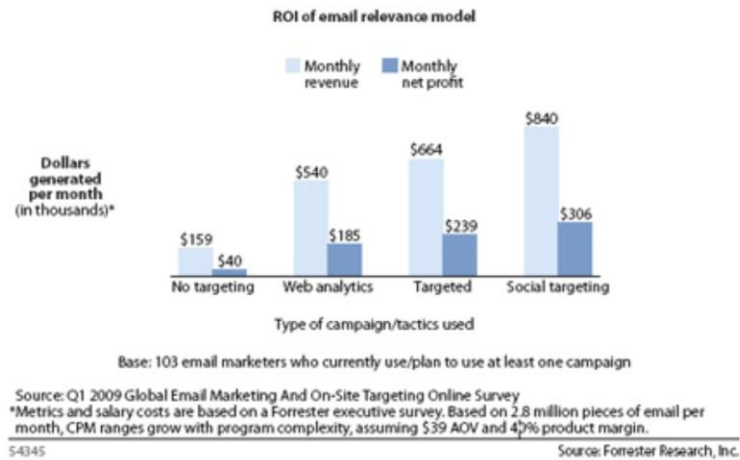 ROI of email relevance model
Monthly revenue
Monthly net profit
Dollars
generated
per month
(in thousands)*
$840
$664
$540
$306
$239
$185
$159
$40
No targeting Web analytics Targeted Social targeting
Type of campaign/tactics used
Base: 103 email marketers who currently use/plan to use at least one campaign
Source: Q1 2009 Global Email Marketing And On-Site Targeting Online Survey
*Metrics and salary costs are based on a Forrester executive survey. Based on 2.8 million pieces of email per
month, CPM ranges grow with program complexity, assuming $39 AOV and 40% product margin.
54345 Source: Forrester Research, Inc.